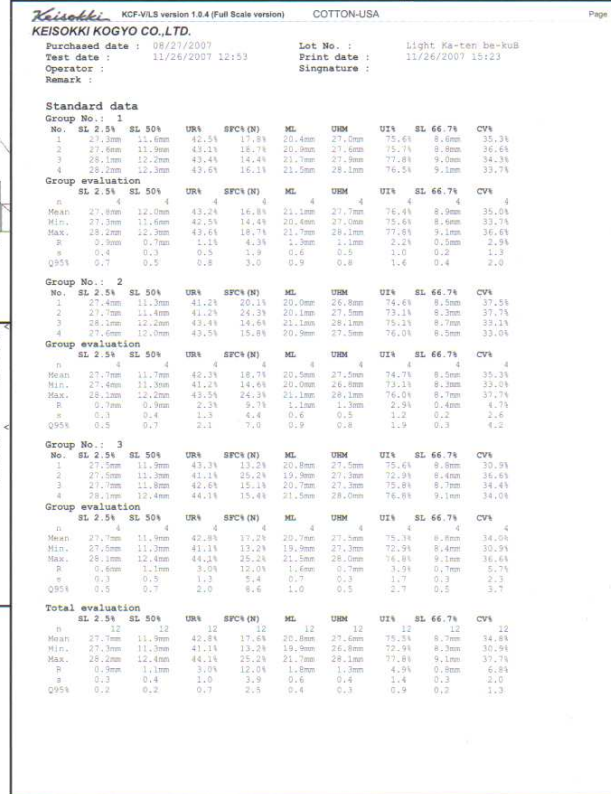 Keisokki KCF-V/LS version 1.0.4 (Full Scale version) COTTON-USA Page
KEISOKKI KOGYO CO.,LTD.
Purchased date : 08/27/2007 Lot No. : Light Ka-ten be-kuB
Test date : 11/26/2007 12:53 Print date : 11/26/2007 15:23
Operator : Singnature :
Remark :
Standard data
Group No.: 1
No. SL 2.5% SL 50% UR% SFC%(N) ML UHM UI% SL 66.7% CV%
1 27.3mm 11.6mm 42.5% 17.8% 20.4mm 27.0mm 75.6% 8.6mm 35.3%
2 27.6mm 11.9mm 43.1% 18.7% 20.9mm 27.6mm 75.7% 8.8mm 36.6%
3 28.1mm 12.2mm 43.4% 14.4% 21.7mm 27.9mm 77.8% 9.0mm 34.3%
4 28.2mm 12.3mm 43.6% 16.1% 21.5mm 28.1mm 76.5% 9.1mm 33.7%
Group evaluation
SL 2.5% SL 50% UR% SFC%(N) ML UHM UI% SL 66.7% CV%
n 4 4 4 4 4 4 4 4 4
Mean 27.8mm 12.0mm 43.2% 16.8% 21.1mm 27.7mm 76.4% 8.9mm 35.0%
Min. 27.3mm 11.6mm 42.5% 14.4% 20.4mm 27.0mm 75.6% 8.6mm 33.7%
Max. 28.2mm 12.3mm 43.6% 18.7% 21.7mm 28.1mm 77.8% 9.1mm 36.6%
R 0.9mm 0.7mm 1.1% 4.3% 1.3mm 1.1mm 2.2% 0.5mm 2.9%
s 0.4 0.3 0.5 1.9 0.6 0.5 1.0 0.2 1.3
Q95% 0.7 0.5 0.8 3.0 0.9 0.8 1.6 0.4 2.0
Group No.: 2
No. SL 2.5% SL 50% UR% SFC%(N) ML UHM UI% SL 66.7% CV%
1 27.4mm 11.3mm 41.2% 20.1% 20.0mm 26.8mm 74.6% 8.5mm 37.5%
2 27.7mm 11.4mm 41.2% 24.3% 20.1mm 27.5mm 73.1% 8.3mm 37.7%
3 28.1mm 12.2mm 43.4% 14.6% 21.1mm 28.1mm 75.1% 8.7mm 33.1%
4 27.6mm 12.0mm 43.5% 15.8% 20.9mm 27.5mm 76.0% 8.5mm 33.0%
Group evaluation
SL 2.5% SL 50% UR% SFC%(N) ML UHM UI% SL 66.7% CV%
n 4 4 4 4 4 4 4 4 4
Mean 27.7mm 11.7mm 42.3% 18.7% 20.5mm 27.5mm 74.7% 8.5mm 35.3%
Min. 27.4mm 11.3mm 41.2% 14.6% 20.0mm 26.8mm 73.1% 8.3mm 33.0%
Max. 28.1mm 12.2mm 43.5% 24.3% 21.1mm 28.1mm 76.0% 8.7mm 37.7%
R 0.7mm 0.9mm 2.3% 9.7% 1.1mm 1.3mm 2.9% 0.4mm 4.7%
s 0.3 0.4 1.3 4.4 0.6 0.5 1.2 0.2 2.6
Q95% 0.5 0.7 2.1 7.0 0.9 0.8 1.9 0.3 4.2
Group No.: 3
No. SL 2.5% SL 50% UR% SFC%(N) ML UHM UI% SL 66.7% CV%
1 27.5mm 11.9mm 43.3% 13.2% 20.8mm 27.5mm 75.6% 8.8mm 30.9%
2 27.5mm 11.3mm 41.1% 25.2% 19.9mm 27.3mm 72.9% 8.4mm 36.6%
3 27.7mm 11.8mm 42.6% 15.1% 20.7mm 27.3mm 75.8% 8.7mm 34.4%
4 28.1mm 12.4mm 44.1% 15.4% 21.5mm 28.0mm 76.8% 9.1mm 34.0%
Group evaluation
SL 2.5% SL 50% UR% SFC%(N) ML UHM UI% SL 66.7% CV%
n 4 4 4 4 4 4 4 4 4
Mean 27.7mm 11.9mm 42.8% 17.2% 20.7mm 27.5mm 75.3% 8.8mm 34.0%
Min. 27.5mm 11.3mm 41.1% 13.2% 19.9mm 27.3mm 72.9% 8.4mm 30.9%
Max. 28.1mm 12.4mm 44.1% 25.2% 21.5mm 28.0mm 76.8% 9.1mm 36.6%
R 0.6mm 1.1mm 3.0% 12.0% 1.6mm 0.7mm 3.9% 0.7mm 5.7%
s 0.3 0.5 1.3 5.4 0.7 0.3 1.7 0.3 2.3
Q95% 0.5 0.7 2.0 8.6 1.0 0.5 2.7 0.5 3.7
Total evaluation
SL 2.5% SL 50% UR% SFC%(N) ML UHM UI% SL 66.7% CV%
n 12 12 12 12 12 12 12 12 12
Mean 27.7mm 11.9mm 42.8% 17.6% 20.8mm 27.6mm 75.5% 8.7mm 34.8%
Min. 27.3mm 11.3mm 41.1% 13.2% 19.9mm 26.8mm 72.9% 8.3mm 30.9%
Max. 28.2mm 12.4mm 44.1% 25.2% 21.7mm 28.1mm 77.8% 9.1mm 37.7%
R 0.9mm 1.1mm 3.0% 12.0% 1.8mm 1.3mm 4.9% 0.8mm 6.8%
s 0.3 0.4 1.0 3.9 0.6 0.4 1.4 0.3 2.0
Q95% 0.2 0.2 0.7 2.5 0.4 0.3 0.9 0.2 1.3